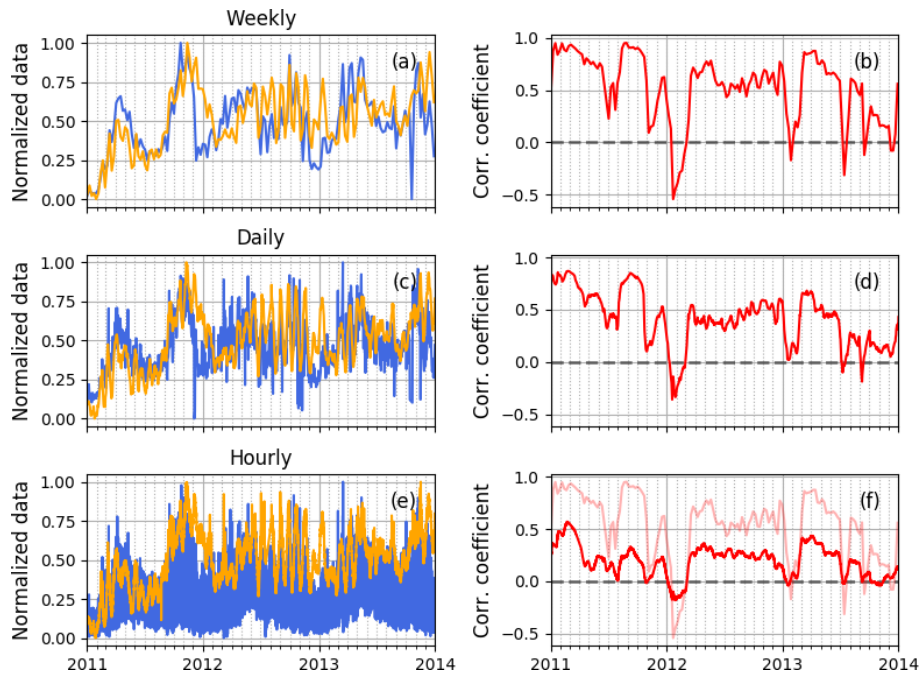 Weekly
Normalized data
1.00
0.75
0.50
0.25
0.00
(a)
Corr. coefficient
1.0
0.5
0.0
−0.5
(b)
Daily
Normalized data
1.00
0.75
0.50
0.25
0.00
(c)
Corr. coefficient
1.0
0.5
0.0
−0.5
(d)
Hourly
Normalized data
1.00
0.75
0.50
0.25
0.00
(e)
2011 2012 2013 2014
Corr. coefficient
1.0
0.5
0.0
−0.5
(f)
2011 2012 2013 2014